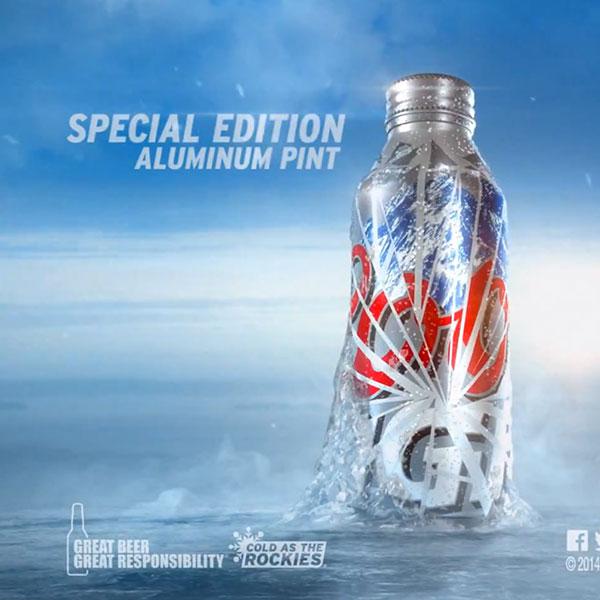 SPECIAL EDITION
ALUMINUM PINT
GREAT BEER
GREAT RESPONSIBILITY
COLD AS THE
ROCKIES
© 2014